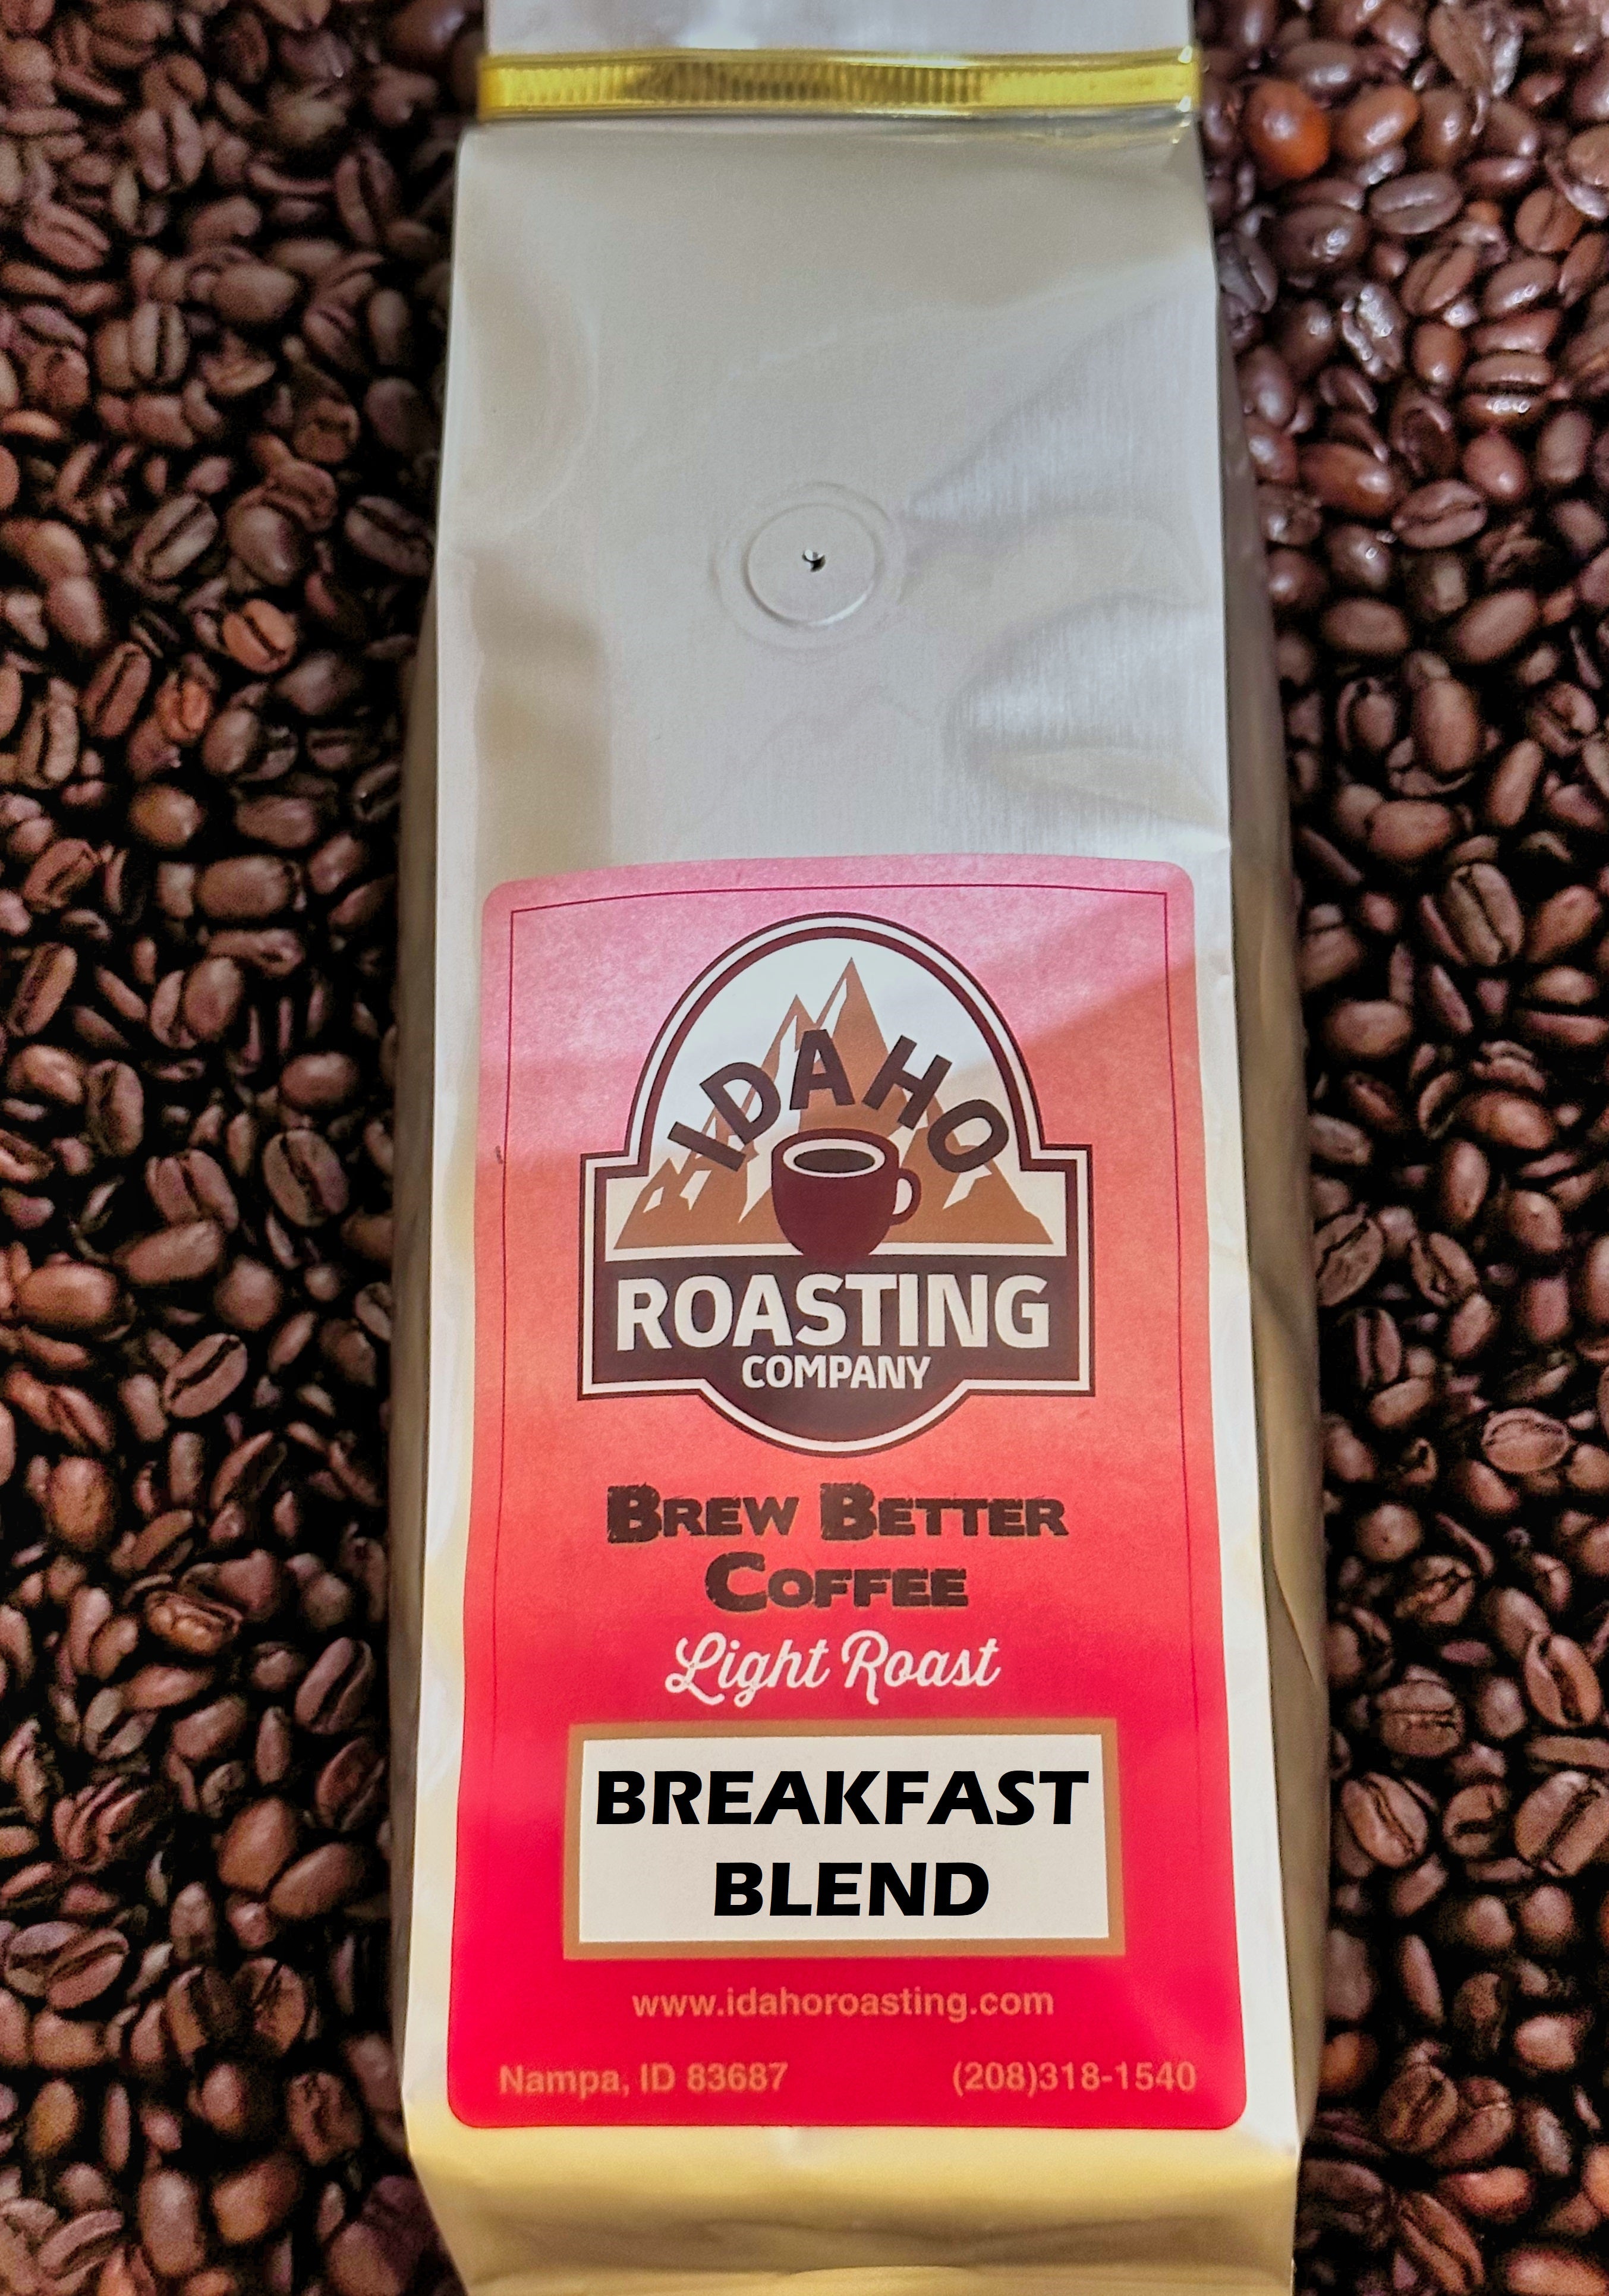 IDAHO
ROASTING
COMPANY
BREW BETTER
COFFEE
Light Roast
BREAKFAST
BLEND
www.idahoroasting.com
Nampa, ID 83687 (208)318-1540